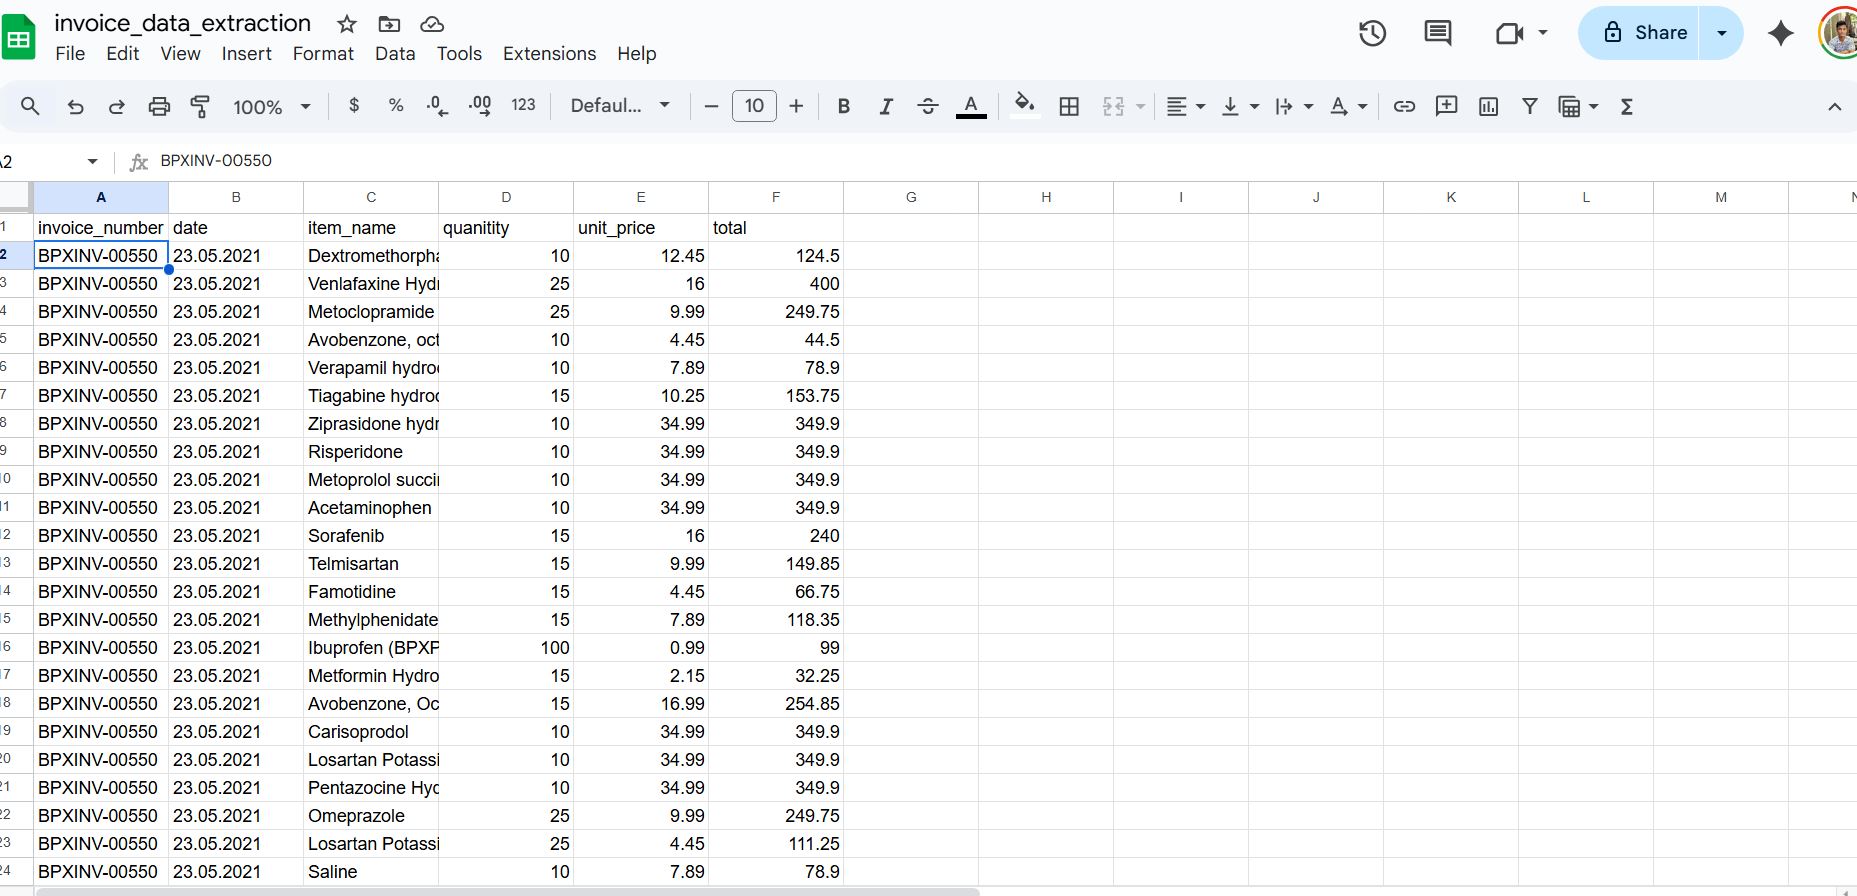 invoice_data_extraction
File Edit View Insert Format Data Tools Extensions Help
Share
100% $ % .0 .00 123 Defaul... 10 B I S A A Σ
A2 fx BPXINV-00550
A B C D E F G H I J K L M N
1 invoice_number date item_name quanitity unit_price total
2 BPXINV-00550 23.05.2021 Dextromethorpha 10 12.45 124.5
3 BPXINV-00550 23.05.2021 Venlafaxine Hydr 25 16 400
4 BPXINV-00550 23.05.2021 Metoclopramide 25 9.99 249.75
5 BPXINV-00550 23.05.2021 Avobenzone, oct 10 4.45 44.5
6 BPXINV-00550 23.05.2021 Verapamil hydro 10 7.89 78.9
7 BPXINV-00550 23.05.2021 Tiagabine hydroc 15 10.25 153.75
8 BPXINV-00550 23.05.2021 Ziprasidone hydr 10 34.99 349.9
9 BPXINV-00550 23.05.2021 Risperidone 10 34.99 349.9
10 BPXINV-00550 23.05.2021 Metoprolol succi 10 34.99 349.9
11 BPXINV-00550 23.05.2021 Acetaminophen 10 34.99 349.9
12 BPXINV-00550 23.05.2021 Sorafenib 15 16 240
13 BPXINV-00550 23.05.2021 Telmisartan 15 9.99 149.85
14 BPXINV-00550 23.05.2021 Famotidine 15 4.45 66.75
15 BPXINV-00550 23.05.2021 Methylphenidate 15 7.89 118.35
16 BPXINV-00550 23.05.2021 Ibuprofen (BPXP 100 0.99 99
17 BPXINV-00550 23.05.2021 Metformin Hydro 15 2.15 32.25
18 BPXINV-00550 23.05.2021 Avobenzone, Oc 15 16.99 254.85
19 BPXINV-00550 23.05.2021 Carisoprodol 10 34.99 349.9
20 BPXINV-00550 23.05.2021 Losartan Potassi 10 34.99 349.9
21 BPXINV-00550 23.05.2021 Pentazocine Hyd 10 34.99 349.9
22 BPXINV-00550 23.05.2021 Omeprazole 25 9.99 249.75
23 BPXINV-00550 23.05.2021 Losartan Potassi 25 4.45 111.25
24 BPXINV-00550 23.05.2021 Saline 10 7.89 78.9